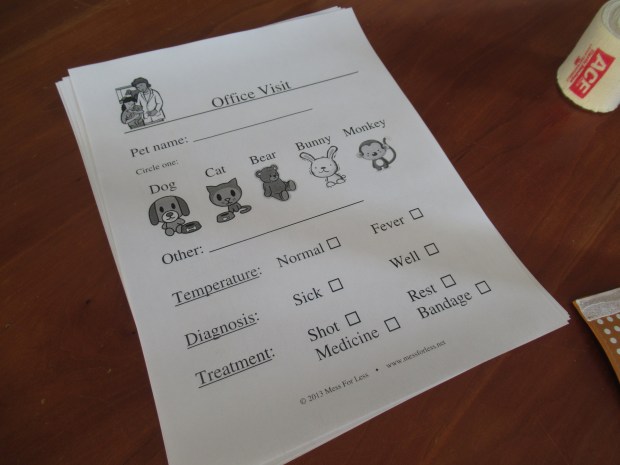 Office Visit
Pet name:
Circle one:
Dog Cat Bear Bunny Monkey
Other:
Temperature: Normal Fever
Diagnosis: Sick Well
Treatment: Shot Rest
Medicine Bandage
© 2013 Mess For Less • www.messforless.net
ACE